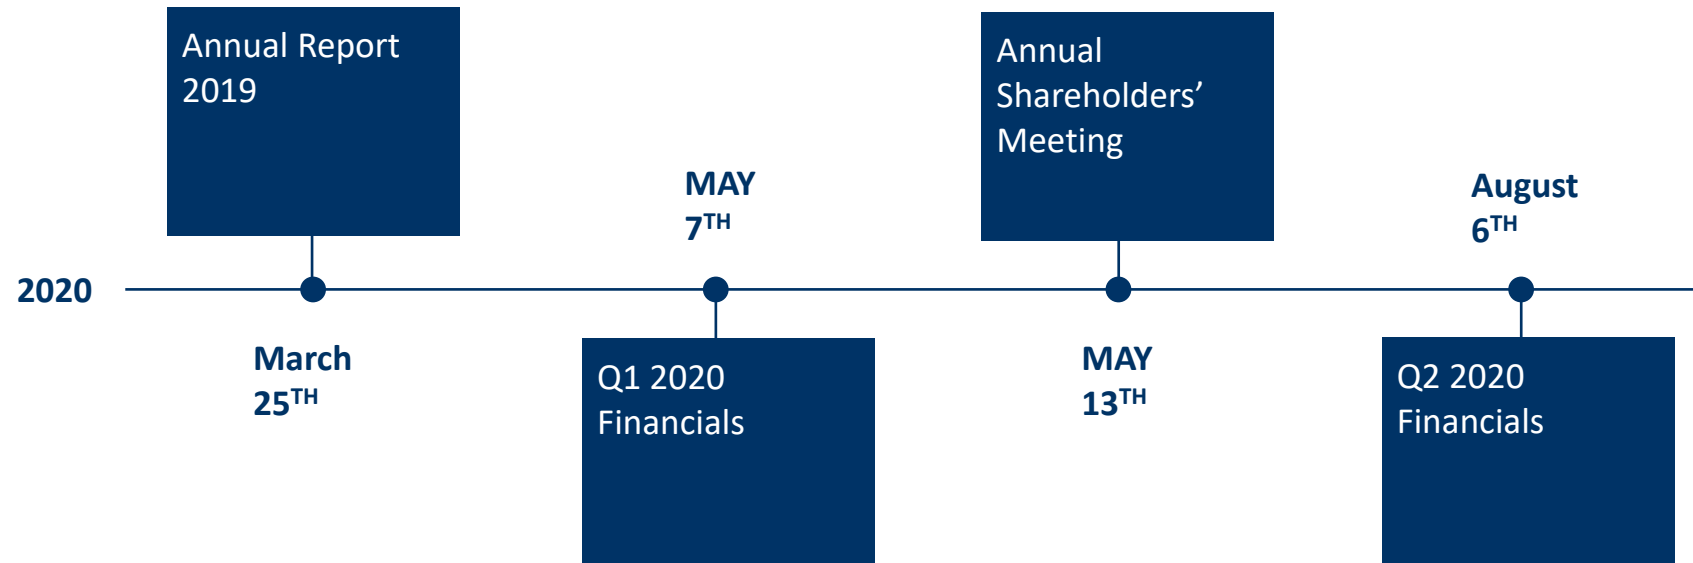 Annual Report
2019
Annual
Shareholders’
Meeting
MAY
7TH
August
6TH
2020
March
25TH
Q1 2020
Financials
MAY
13TH
Q2 2020
Financials